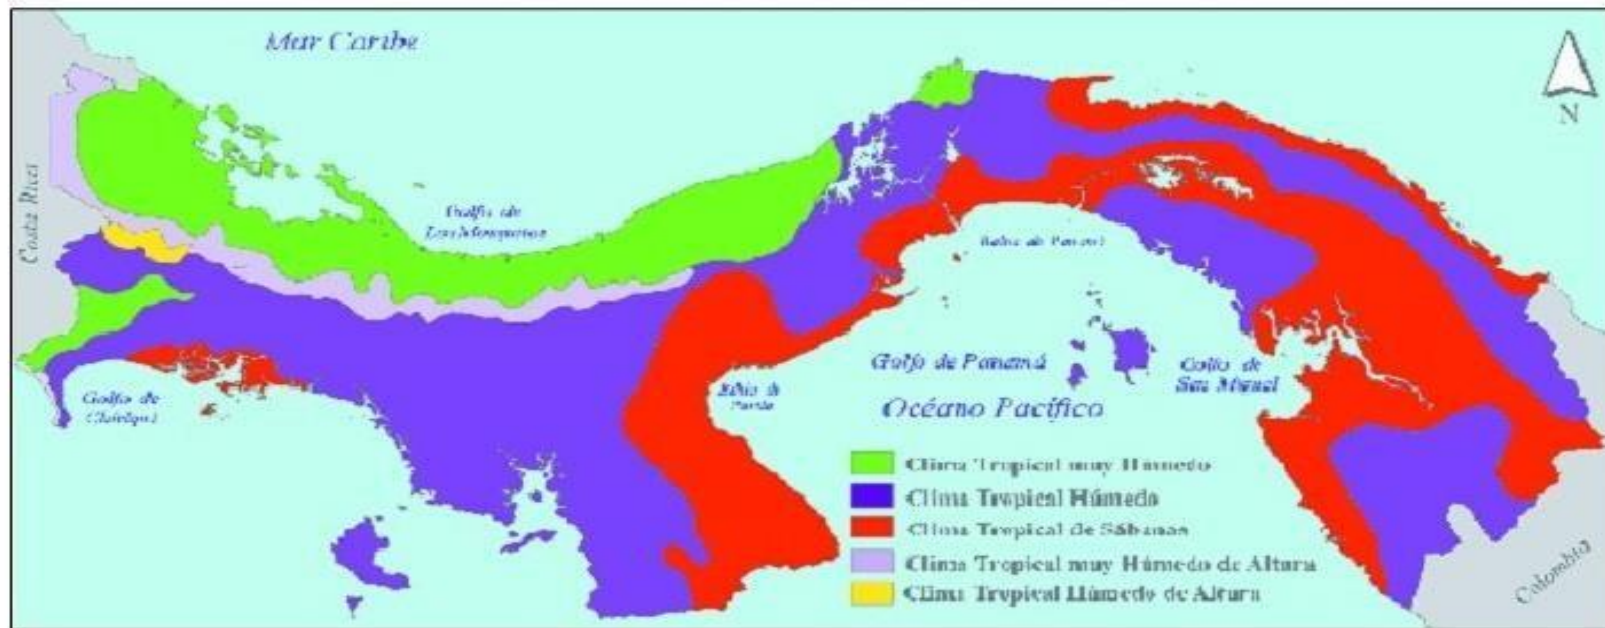 Mar Caribe
N
Costa Rica
Golfo de
Los Mosquitos
Bahía de Panamá
Golfo de Panamá
Golfo de
San Miguel
Bahía de
Parita
Golfo de
Chiriquí
Océano Pacífico
Clima Tropical muy Húmedo
Clima Tropical Húmedo
Clima Tropical de Sábanas
Clima Tropical muy Húmedo de Altura
Clima Tropical Húmedo de Altura
Colombia